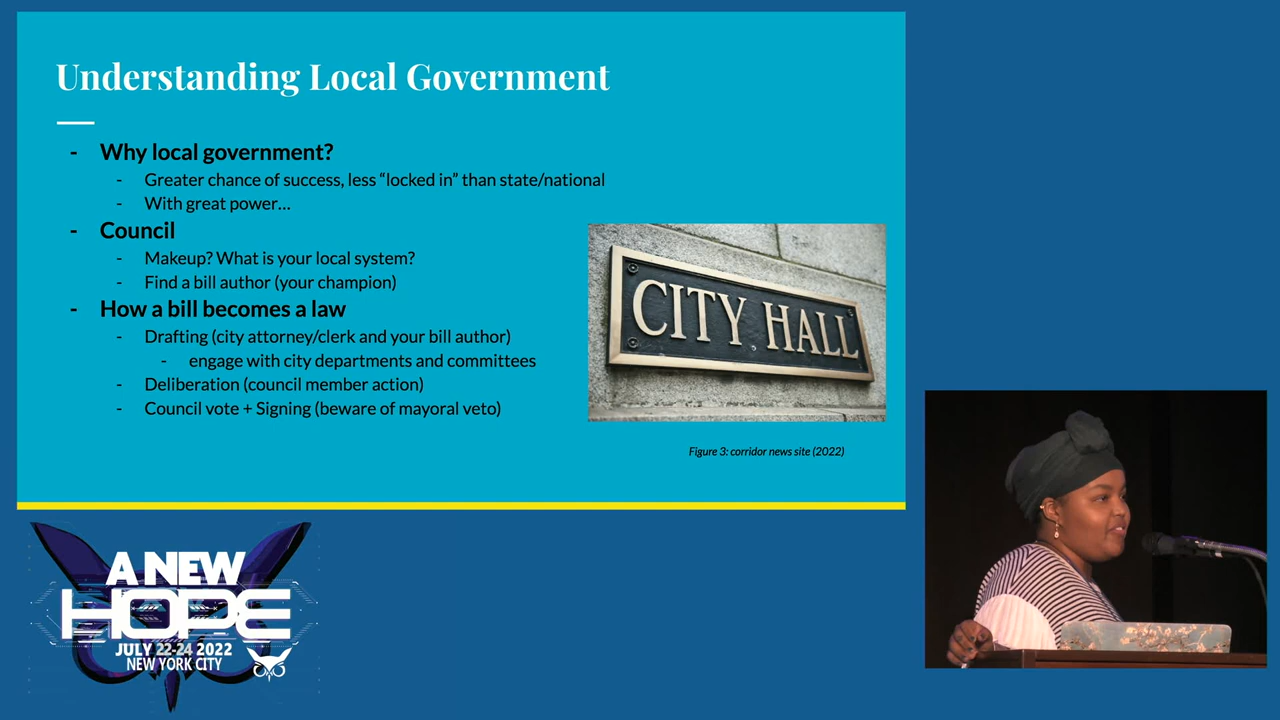 Understanding Local Government
- Why local government?
- Greater chance of success, less “locked in” than state/national
- With great power...
- Council
- Makeup? What is your local system?
- Find a bill author (your champion)
- How a bill becomes a law
- Drafting (city attorney/clerk and your bill author)
- engage with city departments and committees
- Deliberation (council member action)
- Council vote + Signing (beware of mayoral veto)
CITY HALL
Figure 3: corridor news site (2022)
A NEW
HOPE
JULY 22-24 2022
NEW YORK CITY